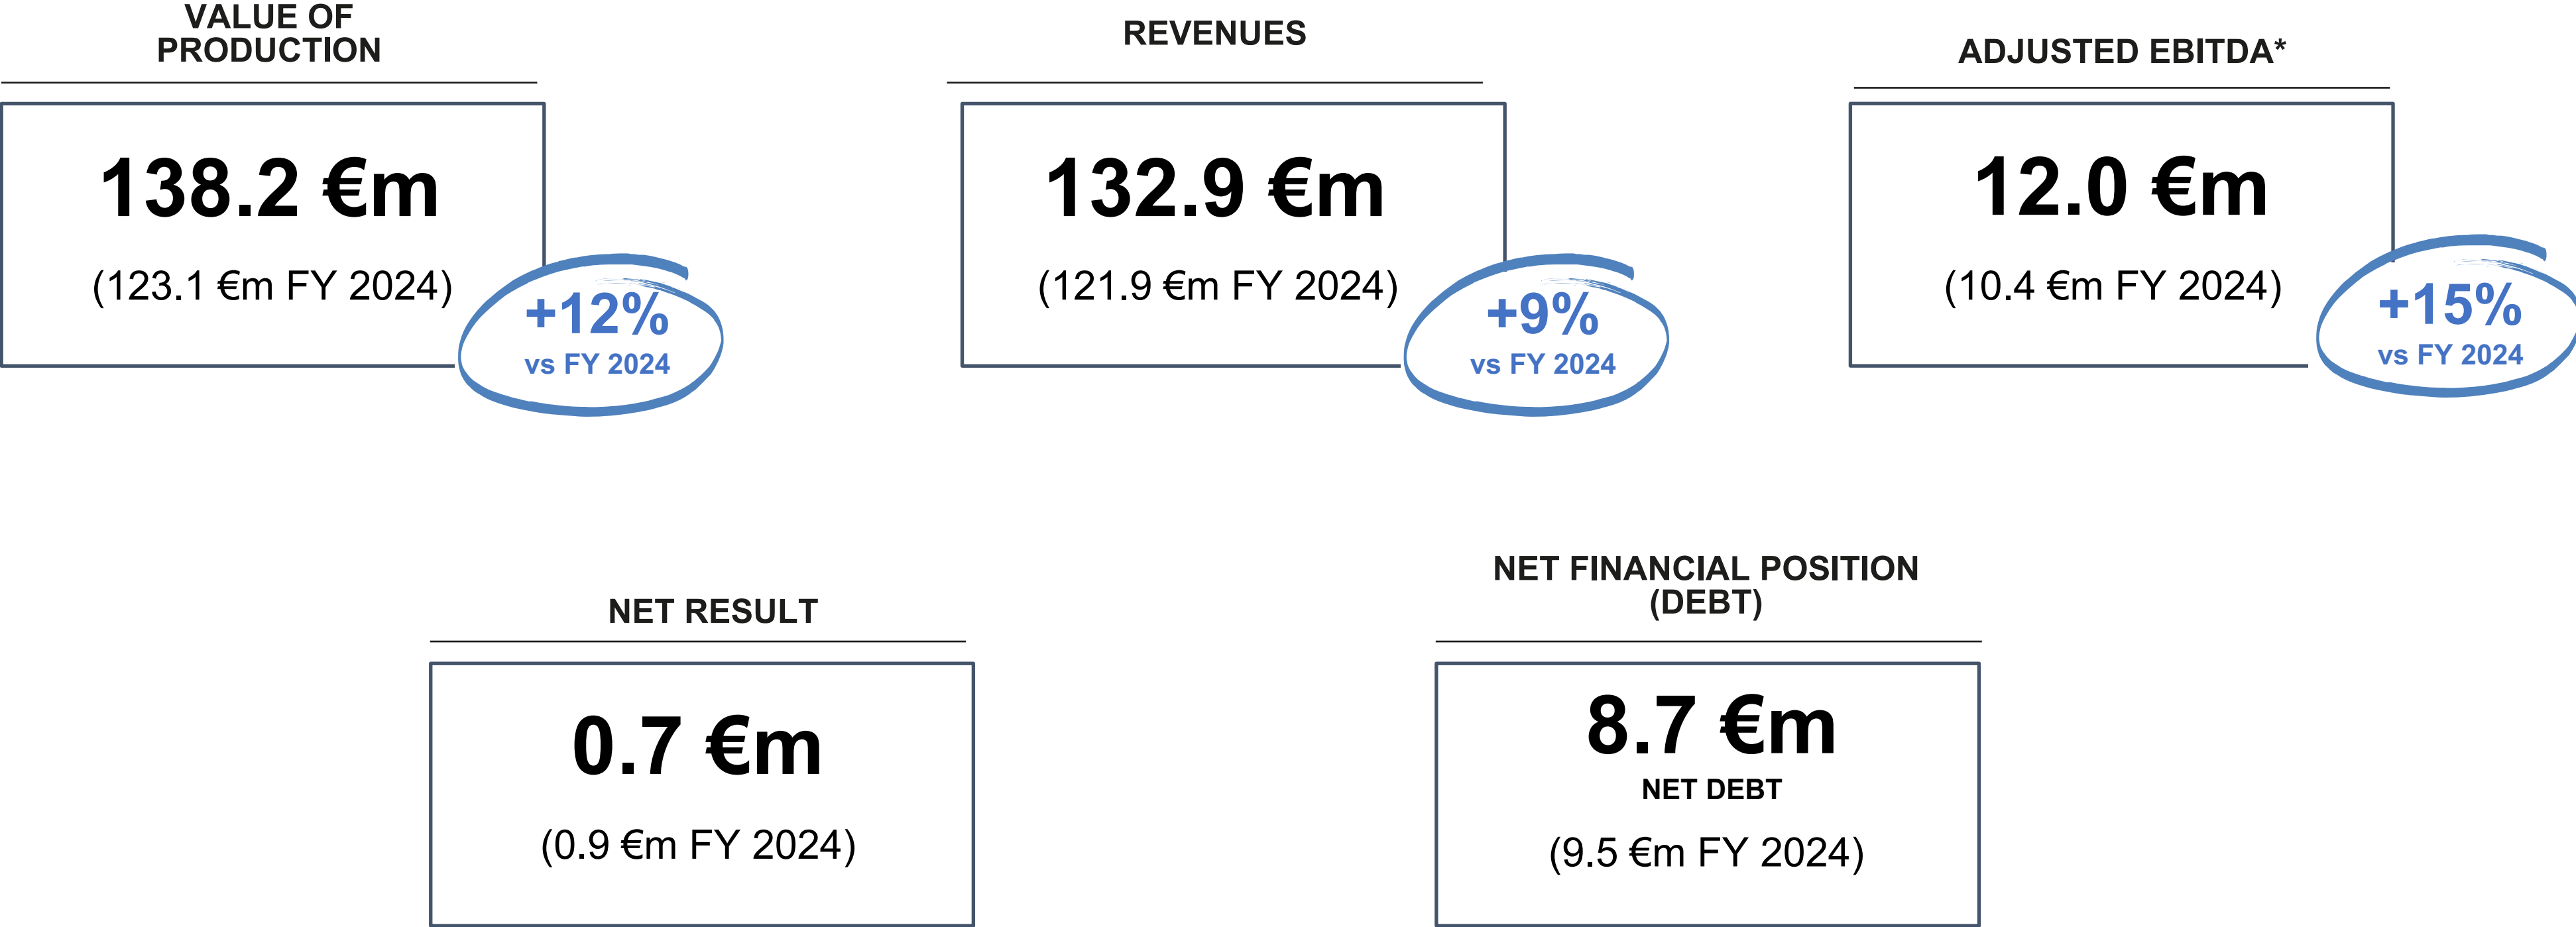 VALUE OF
PRODUCTION
138.2 €m
(123.1 €m FY 2024)
+12%
vs FY 2024
REVENUES
132.9 €m
(121.9 €m FY 2024)
+9%
vs FY 2024
ADJUSTED EBITDA*
12.0 €m
(10.4 €m FY 2024)
+15%
vs FY 2024
NET RESULT
0.7 €m
(0.9 €m FY 2024)
NET FINANCIAL POSITION
(DEBT)
8.7 €m
NET DEBT
(9.5 €m FY 2024)